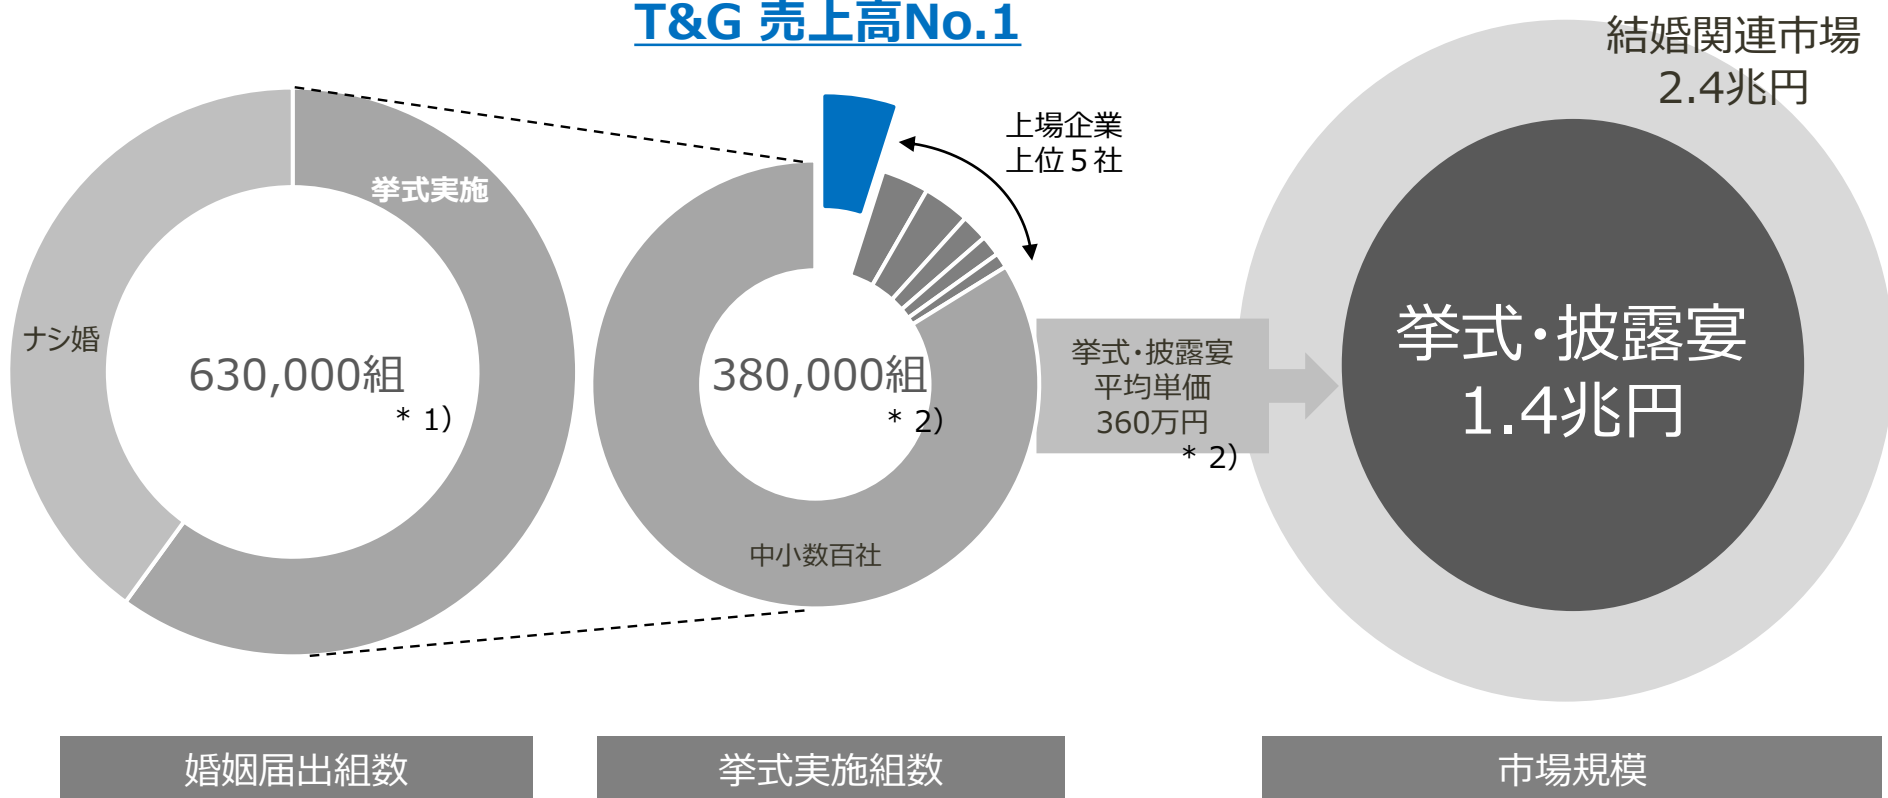 T&G 売上高No.1
挙式実施
ナシ婚
630,000組
* 1)
婚姻届出組数
上場企業
上位５社
380,000組
* 2)
中小数百社
挙式実施組数
挙式・披露宴
平均単価
360万円
* 2)
結婚関連市場
2.4兆円
挙式・披露宴
1.4兆円
市場規模